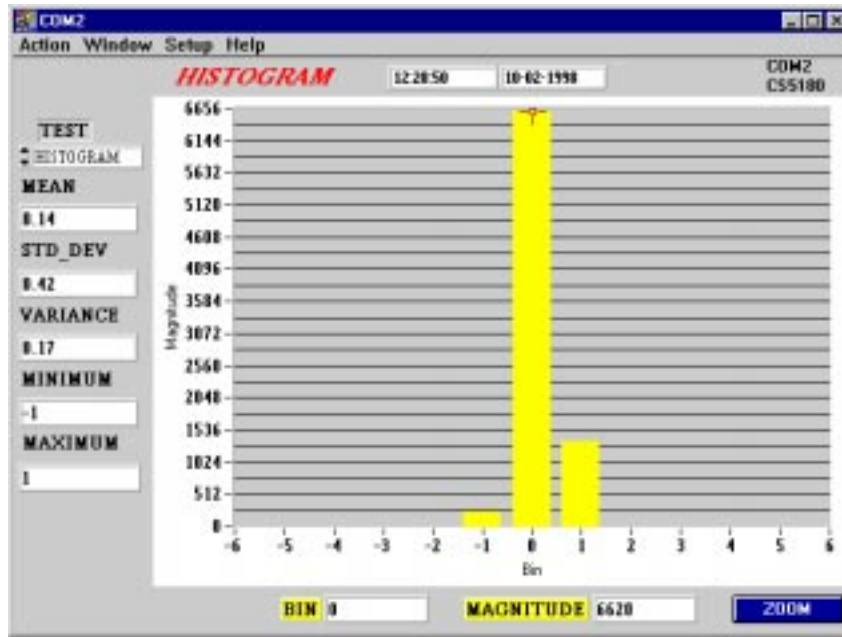 COM2
Action Window Setup Help
HISTOGRAM
12:28:50
10-02-1998
COM2
CS5180
TEST
HISTOGRAM
MEAN
0.14
STD_DEV
0.42
VARIANCE
0.17
MINIMUM
-1
MAXIMUM
1
Magnitude
6656
6144
5632
5120
4608
4096
3584
3072
2560
2048
1536
1024
512
0
-6 -5 -4 -3 -2 -1 0 1 2 3 4 5 6
Bin
BIN 0
MAGNITUDE 6620
ZOOM